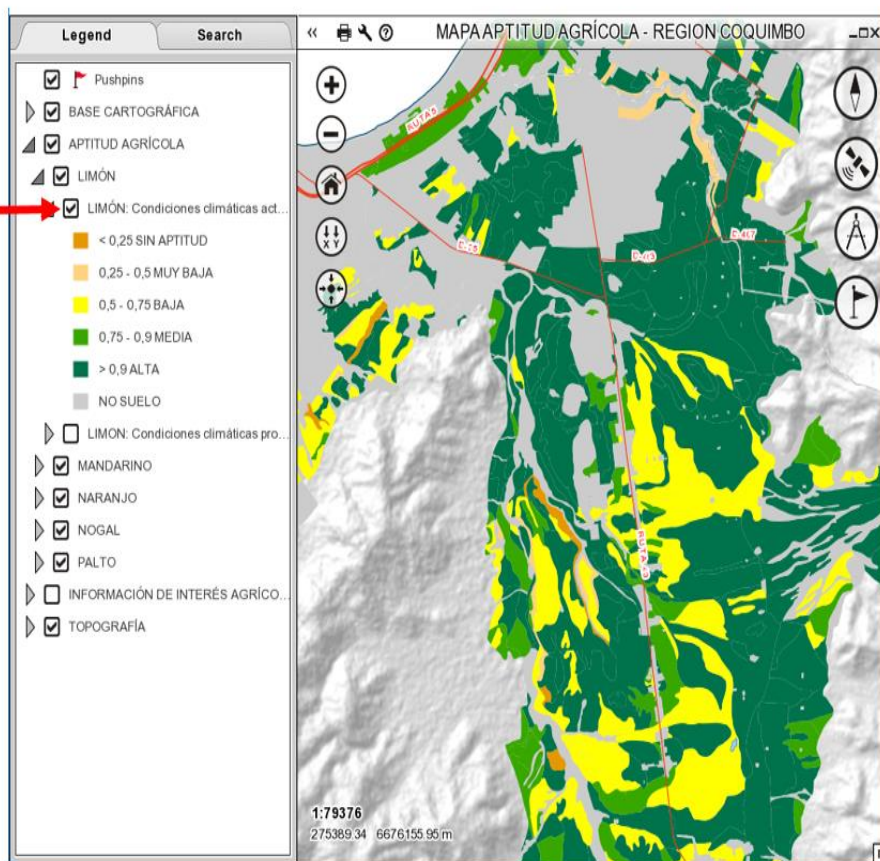 Legend
Search
MAPA APTITUD AGRÍCOLA - REGION COQUIMBO
Pushpins
BASE CARTOGRÁFICA
APTITUD AGRÍCOLA
LIMÓN
LIMÓN: Condiciones climáticas act...
< 0,25 SIN APTITUD
0,25 - 0,5 MUY BAJA
0,5 - 0,75 BAJA
0,75 - 0,9 MEDIA
> 0,9 ALTA
NO SUELO
LIMON: Condiciones climáticas pro...
MANDARINO
NARANJO
NOGAL
PALTO
INFORMACIÓN DE INTERÉS AGRÍCO...
TOPOGRAFÍA
X Y
RUTA 5
RUTA 43
1:79376
275389.34 6676155.95 m